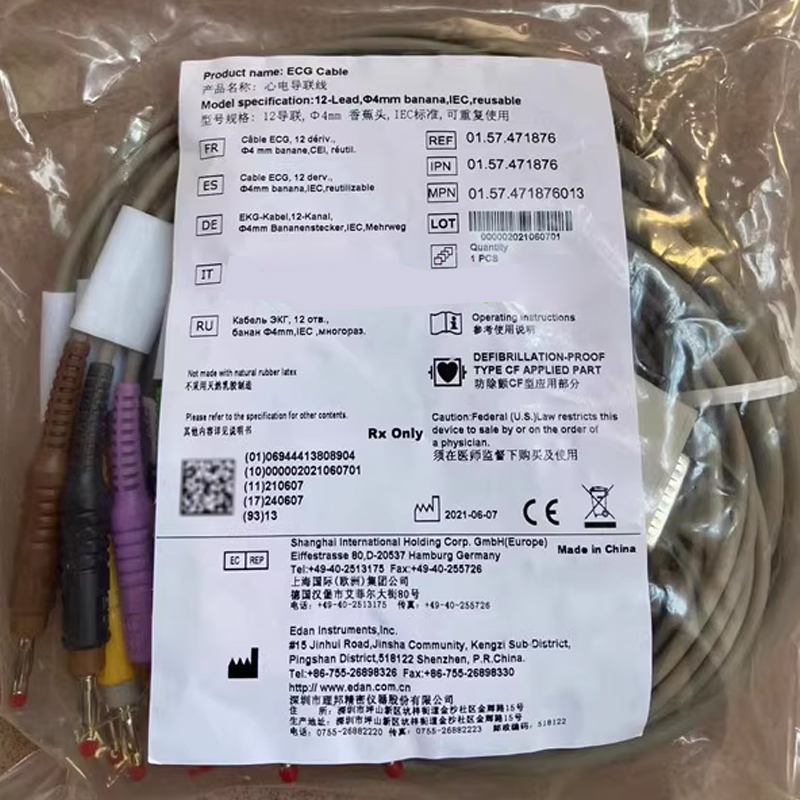 Product name: ECG Cable
产品名称: 心电导联线
Model specification:12-Lead,Φ4mm banana,IEC,reusable
型号规格: 12导联, Φ4mm 香蕉头, IEC标准, 可重复使用
FR
Câble ECG, 12 dériv.,
Φ4 mm banane,CEI, réutil.
ES
Cable ECG, 12 derv.,
Φ4mm banana,IEC,reutilizable
DE
EKG-Kabel,12-Kanal,
Φ4mm Bananenstecker,IEC,Mehrweg
IT
RU
Кабель ЭКГ, 12 отв.,
банан Φ4mm,IEC ,многораз.
REF 01.57.471876
IPN 01.57.471876
MPN 01.57.471876013
LOT
000002021060701
Quantity
1 PCS
Operating instructions
参考使用说明
DEFIBRILLATION-PROOF
TYPE CF APPLIED PART
防除颤CF型应用部分
Not made with natural rubber latex
不采用天然乳胶制造
Please refer to the specification for other contents.
其他内容详见说明书
Rx Only
Caution:Federal (U.S.)Law restricts this
device to sale by or on the order of
a physician.
须在医师监督下购买及使用
(01)06944413808904
(10)000002021060701
(11)210607
(17)240607
(93)13
2021-06-07
CE
EC REP
Shanghai International Holding Corp. GmbH(Europe)
Eiffestrasse 80,D-20537 Hamburg Germany
Tel:+49-40-2513175 Fax:+49-40-255726
上海国际(欧洲)集团公司
德国汉堡市艾菲尔大街80号
电话: +49-40-2513175 传真: +49-40-255726
Made in China
Edan Instruments,Inc.
#15 Jinhui Road,Jinsha Community, Kengzi Sub-District,
Pingshan District,518122 Shenzhen, P.R.China.
Tel:+86-755-26898326 Fax:+86-755-26898330
http:// www.edan.com.cn
深圳市理邦精密仪器股份有限公司
住 所: 深圳市坪山新区坑梓街道金沙社区金辉路15号
生产地址: 深圳市坪山新区坑梓街道金沙社区金辉路15号
电话: 0755-26882220 传真: 0755-26882223 邮政编码: 518122